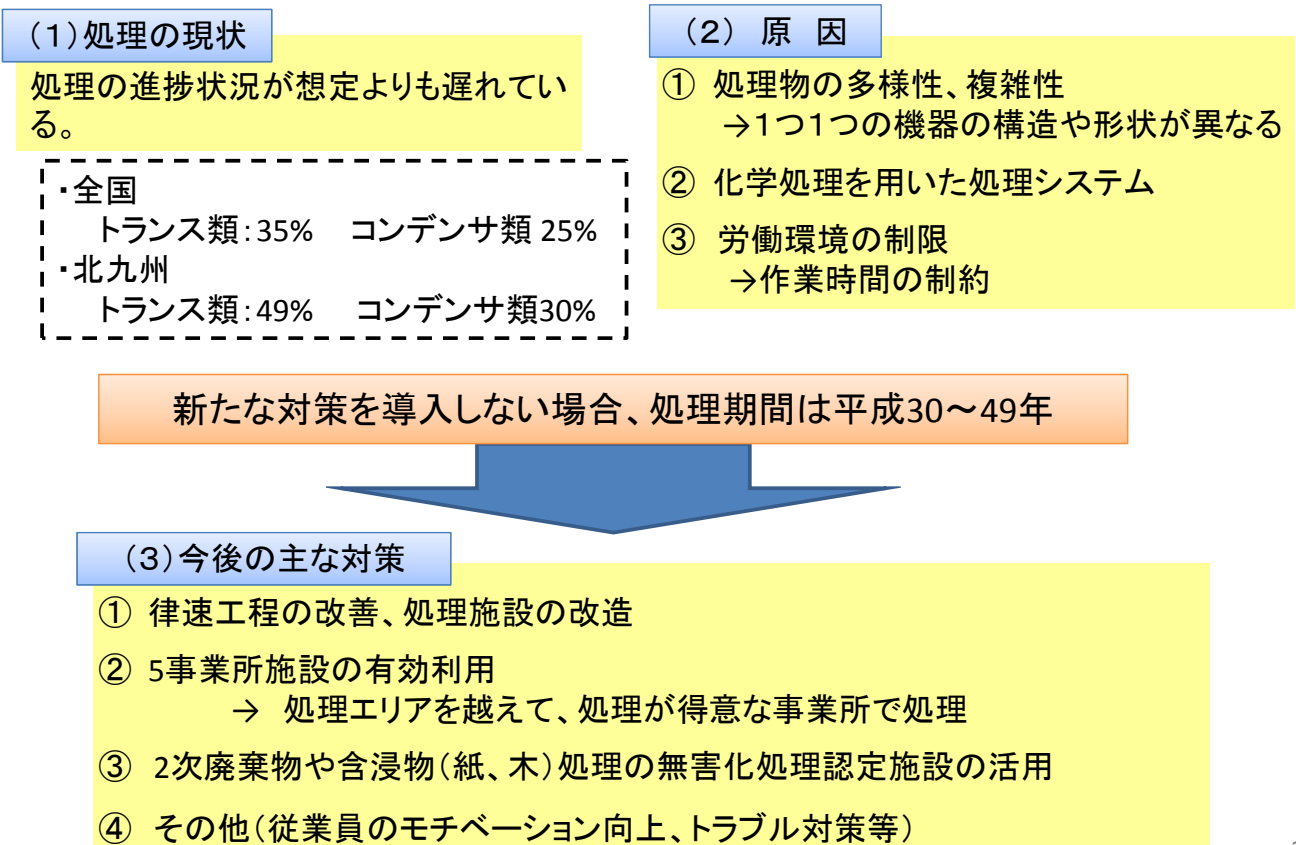 （１）処理の現状
処理の進捗状況が想定よりも遅れてい
る。
・全国
トランス類：35%　コンデンサ類 25%
・北九州
トランス類：49%　コンデンサ類30%
（２） 原 因
① 処理物の多様性、複雑性
→１つ１つの機器の構造や形状が異なる
② 化学処理を用いた処理システム
③ 労働環境の制限
→作業時間の制約
新たな対策を導入しない場合、処理期間は平成30～49年
（３）今後の主な対策
① 律速工程の改善、処理施設の改造
② 5事業所施設の有効利用
→ 処理エリアを越えて、処理が得意な事業所で処理
③ 2次廃棄物や含浸物（紙、木）処理の無害化処理認定施設の活用
④ その他（従業員のモチベーション向上、トラブル対策等）